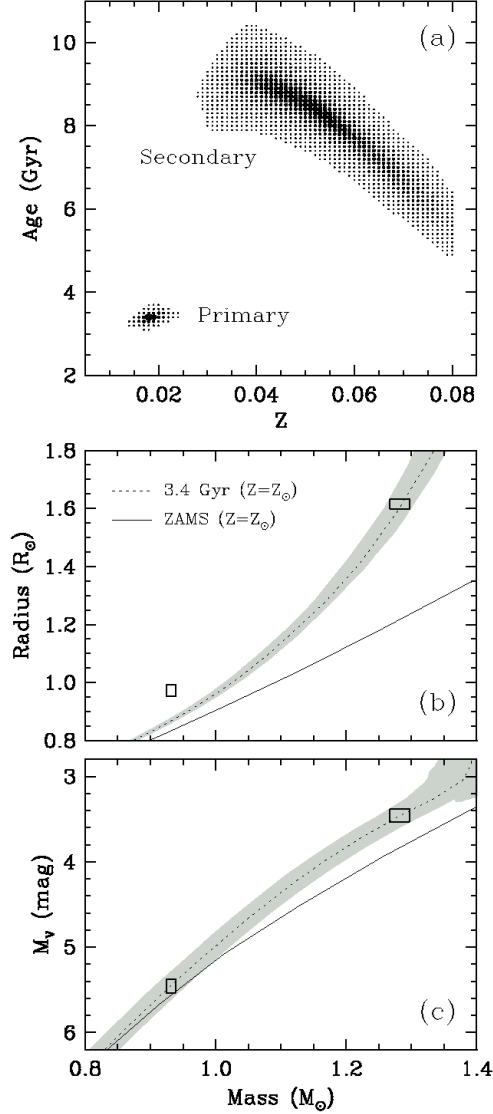 (a)
10
8
6
4
2
Age (Gyr)
Secondary
Primary
0.02 0.04 0.06 0.08
Z
1.8
1.6
1.4
1.2
1.0
0.8
Radius (R⊙)
3.4 Gyr (Z=Z⊙)
ZAMS (Z=Z⊙)
(b)
3
4
5
6
Mᵥ (mag)
(c)
0.8 1.0 1.2 1.4
Mass (M⊙)